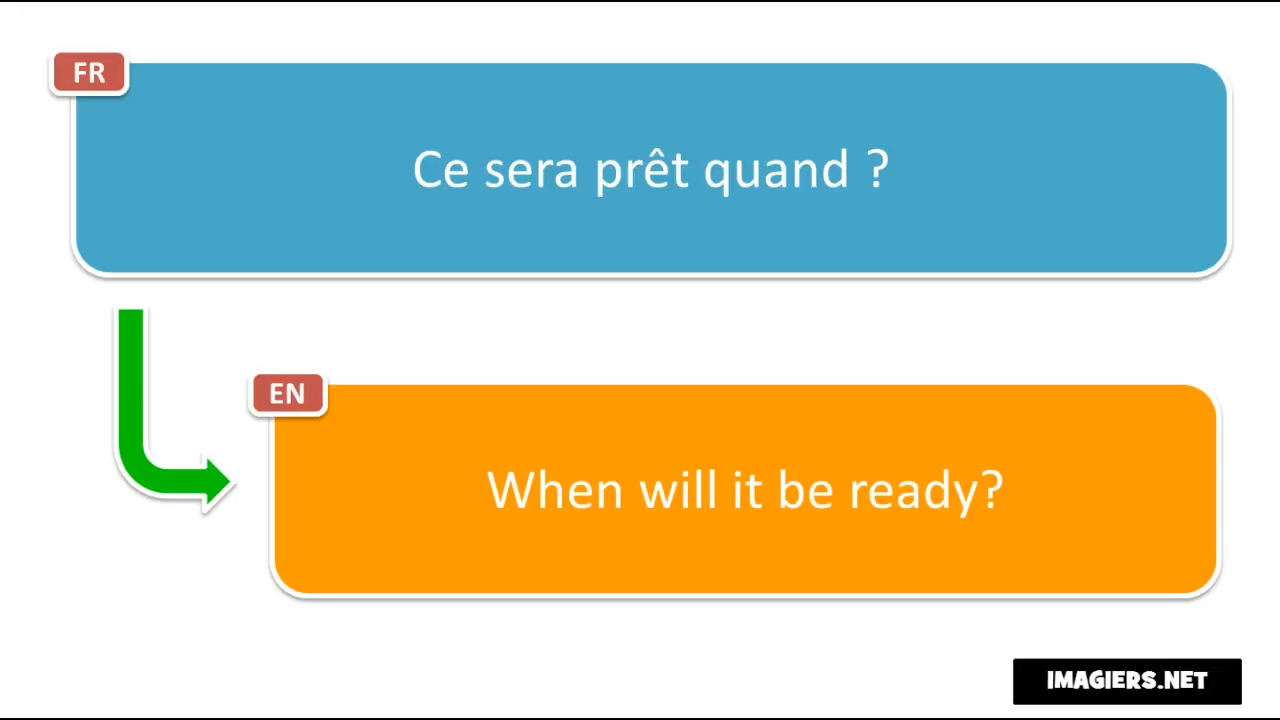 FR
Ce sera prêt quand ?
EN
When will it be ready?
IMAGIERS.NET